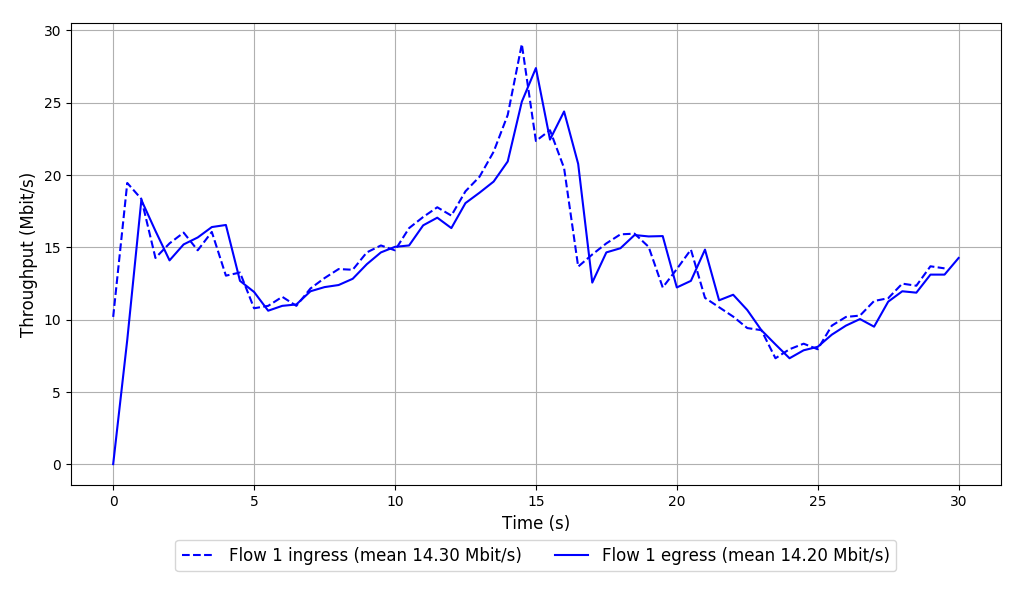 30
25
20
15
10
5
0
Throughput (Mbit/s)
0 5 10 15 20 25 30
Time (s)
Flow 1 ingress (mean 14.30 Mbit/s) Flow 1 egress (mean 14.20 Mbit/s)